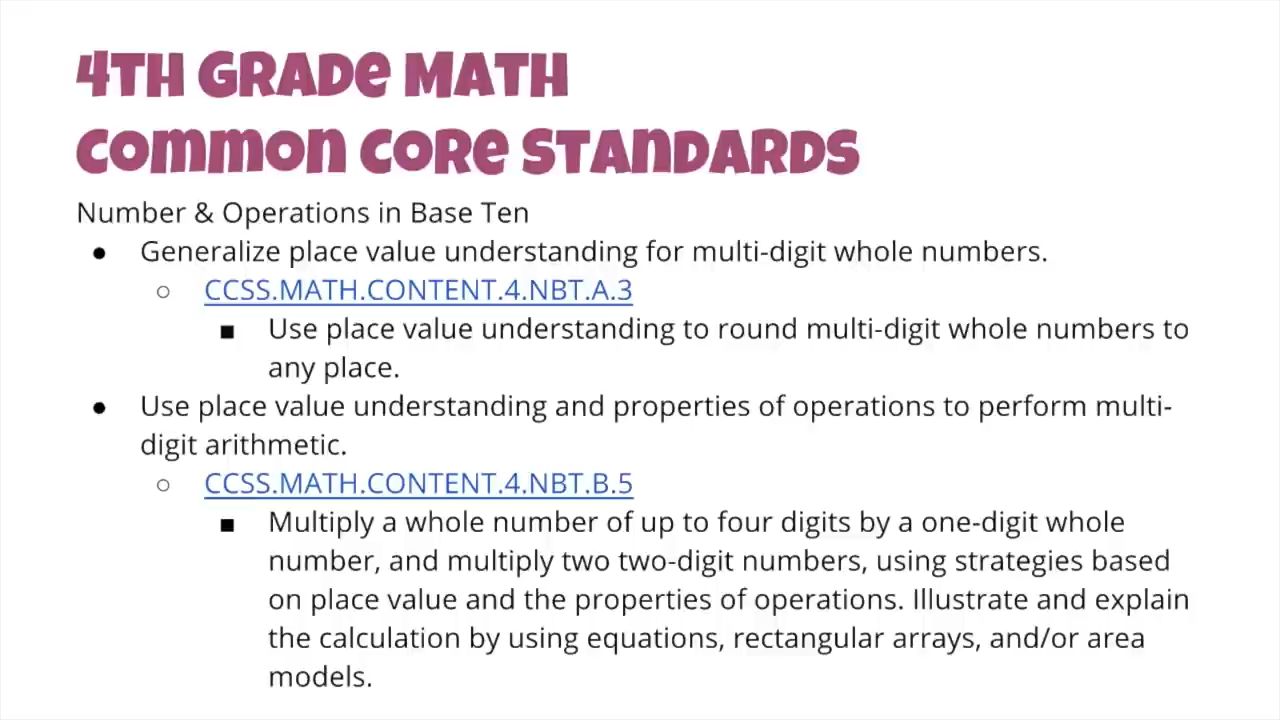 4TH GRADE MATH
COMMON CORE STANDARDS
Number & Operations in Base Ten
● Generalize place value understanding for multi-digit whole numbers.
○ CCSS.MATH.CONTENT.4.NBT.A.3
■ Use place value understanding to round multi-digit whole numbers to
any place.
● Use place value understanding and properties of operations to perform multi-
digit arithmetic.
○ CCSS.MATH.CONTENT.4.NBT.B.5
■ Multiply a whole number of up to four digits by a one-digit whole
number, and multiply two two-digit numbers, using strategies based
on place value and the properties of operations. Illustrate and explain
the calculation by using equations, rectangular arrays, and/or area
models.